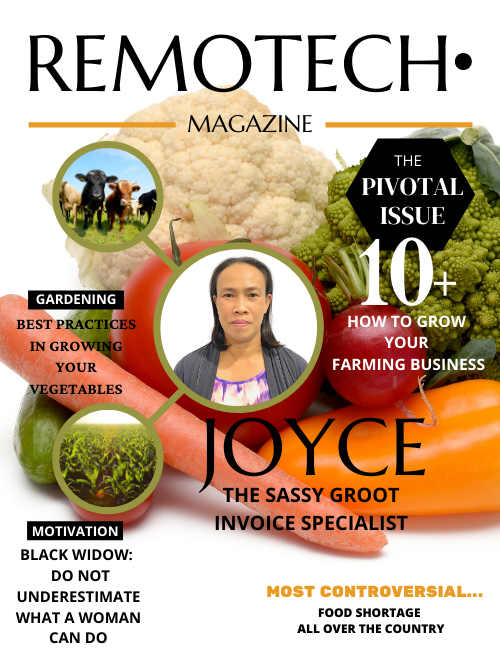 REMOTECH•
MAGAZINE
THE
PIVOTAL
ISSUE
10+
HOW TO GROW
YOUR
FARMING BUSINESS
GARDENING
BEST PRACTICES
IN GROWING
YOUR
VEGETABLES
JOYCE
THE SASSY GROOT
INVOICE SPECIALIST
MOTIVATION
BLACK WIDOW:
DO NOT
UNDERESTIMATE
WHAT A WOMAN
CAN DO
MOST CONTROVERSIAL...
FOOD SHORTAGE
ALL OVER THE COUNTRY